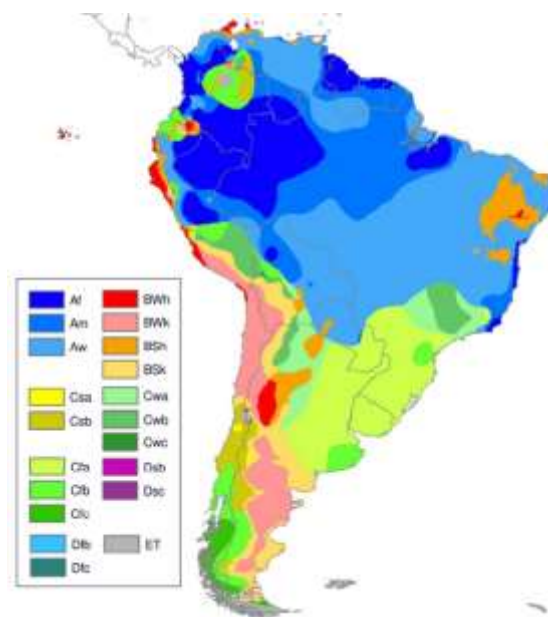 Af BWh
Am BWk
Aw BSh
BSk
Csa Cwa
Csb Cwb
Cwc
Cfa Dsb
Cfb Dsc
Cfc
Dfb ET
Dfc